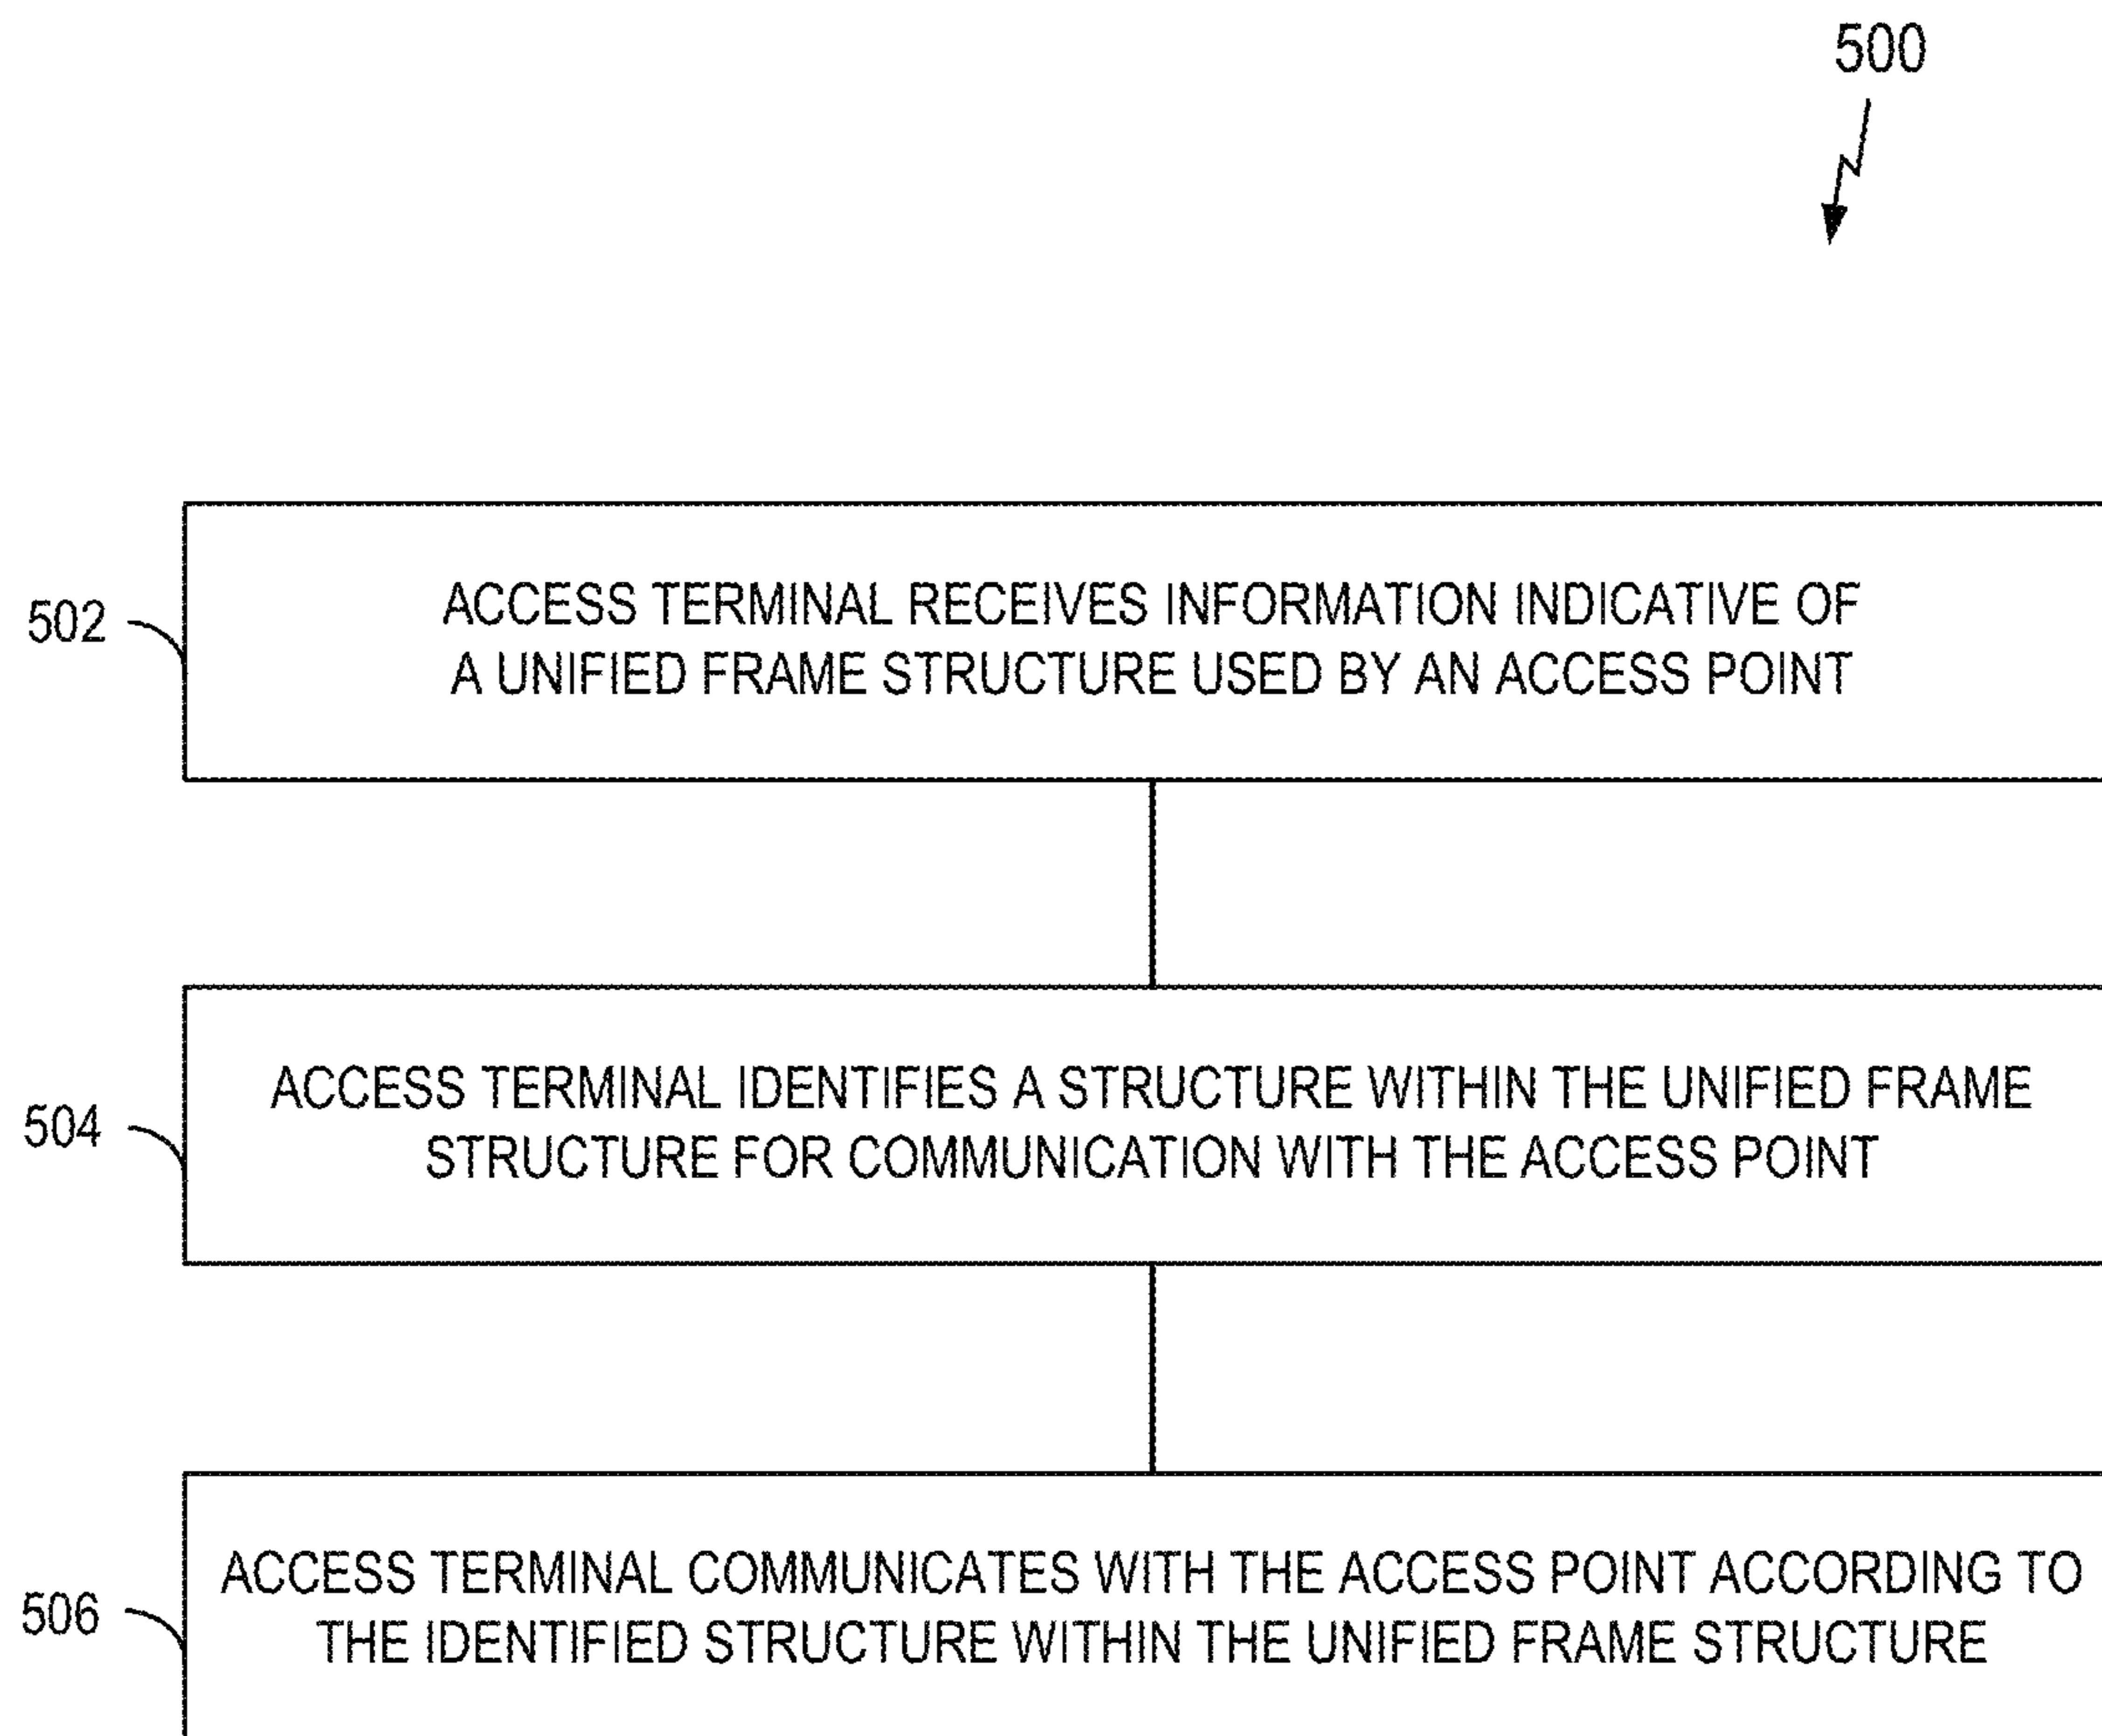 500
502
ACCESS TERMINAL RECEIVES INFORMATION INDICATIVE OF
A UNIFIED FRAME STRUCTURE USED BY AN ACCESS POINT
504
ACCESS TERMINAL IDENTIFIES A STRUCTURE WITHIN THE UNIFIED FRAME
STRUCTURE FOR COMMUNICATION WITH THE ACCESS POINT
506
ACCESS TERMINAL COMMUNICATES WITH THE ACCESS POINT ACCORDING TO
THE IDENTIFIED STRUCTURE WITHIN THE UNIFIED FRAME STRUCTURE